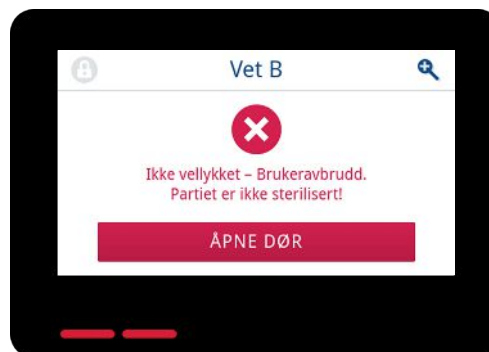 Vet B
Ikke vellykket – Brukeravbrudd.
Partiet er ikke sterilisert!
ÅPNE DØR